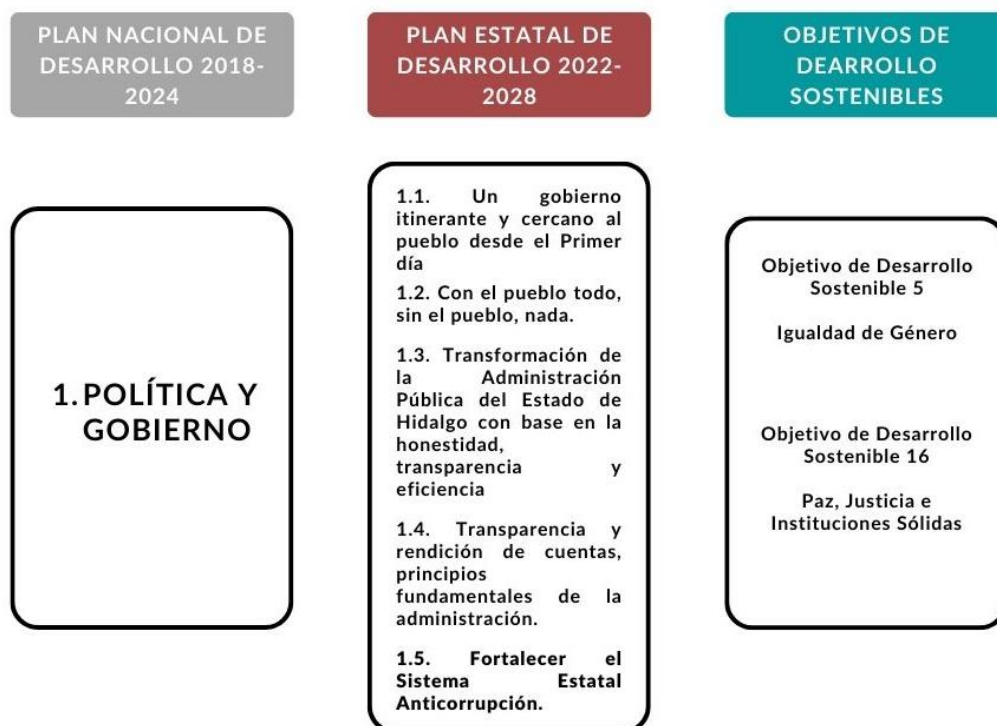 PLAN NACIONAL DE
DESARROLLO 2018-
2024
PLAN ESTATAL DE
DESARROLLO 2022-
2028
OBJETIVOS DE
DEARROLLO
SOSTENIBLES
1. POLÍTICA Y
GOBIERNO
1.1. Un gobierno
itinerante y cercano al
pueblo desde el Primer
día
1.2. Con el pueblo todo,
sin el pueblo, nada.
1.3. Transformación de
la Administración
Pública del Estado de
Hidalgo con base en la
honestidad,
transparencia y
eficiencia
1.4. Transparencia y
rendición de cuentas,
principios
fundamentales de la
administración.
1.5. Fortalecer el
Sistema Estatal
Anticorrupción.
Objetivo de Desarrollo
Sostenible 5
Igualdad de Género
Objetivo de Desarrollo
Sostenible 16
Paz, Justicia e
Instituciones Sólidas